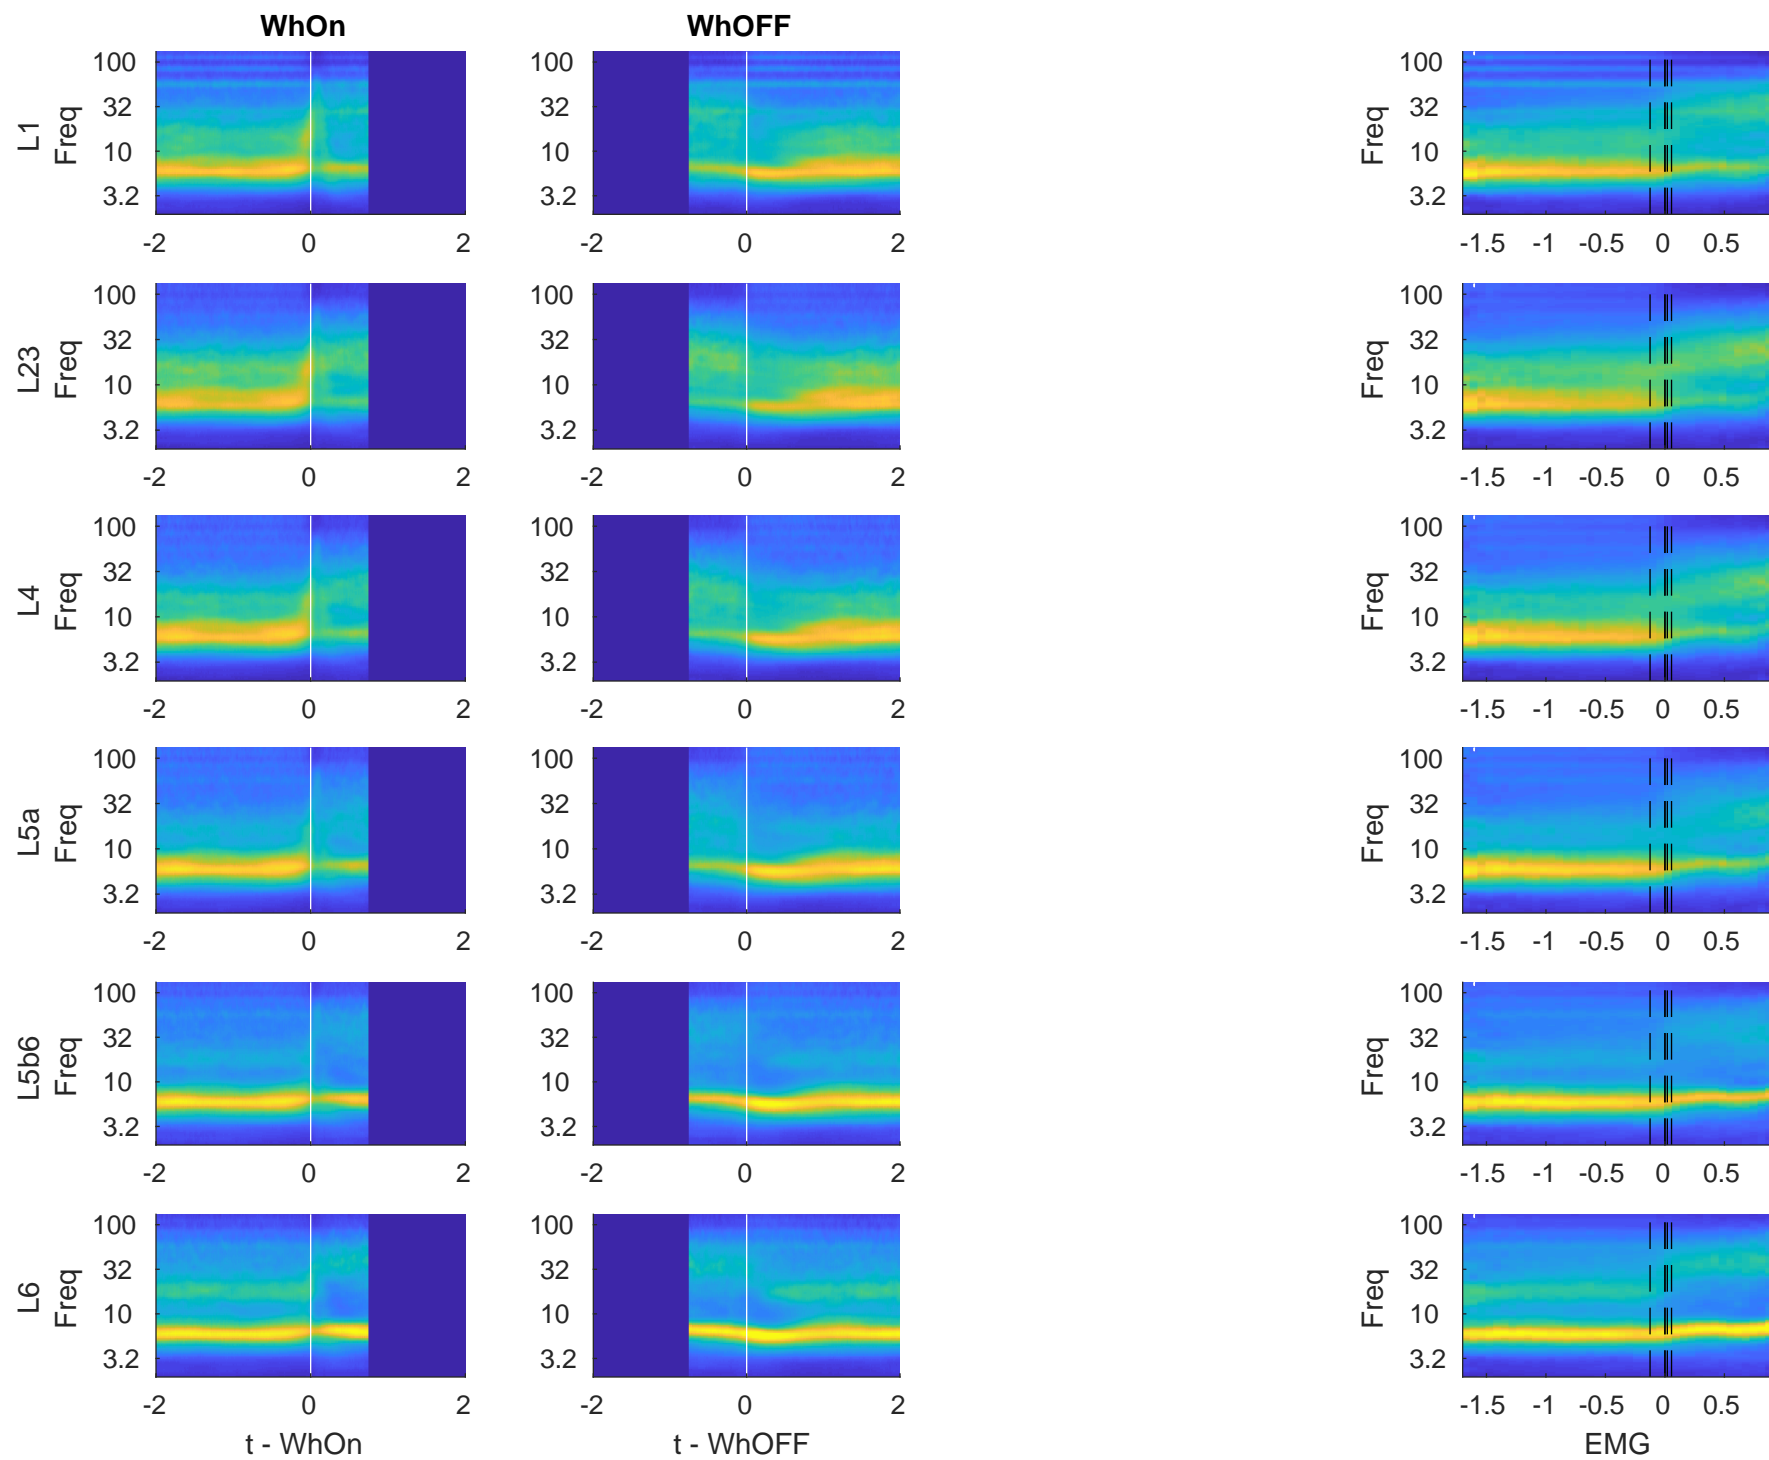 WhOn WhOFF
L1 Freq 100 32 10 3.2 -2 0 2
100 32 10 3.2 -2 0 2
Freq 100 32 10 3.2 -1.5 -1 -0.5 0 0.5
L23 Freq 100 32 10 3.2 -2 0 2
100 32 10 3.2 -2 0 2
Freq 100 32 10 3.2 -1.5 -1 -0.5 0 0.5
L4 Freq 100 32 10 3.2 -2 0 2
100 32 10 3.2 -2 0 2
Freq 100 32 10 3.2 -1.5 -1 -0.5 0 0.5
L5a Freq 100 32 10 3.2 -2 0 2
100 32 10 3.2 -2 0 2
Freq 100 32 10 3.2 -1.5 -1 -0.5 0 0.5
L5b6 Freq 100 32 10 3.2 -2 0 2
100 32 10 3.2 -2 0 2
Freq 100 32 10 3.2 -1.5 -1 -0.5 0 0.5
L6 Freq 100 32 10 3.2 -2 0 2
100 32 10 3.2 -2 0 2
Freq 100 32 10 3.2 -1.5 -1 -0.5 0 0.5
t - WhOn t - WhOFF EMG